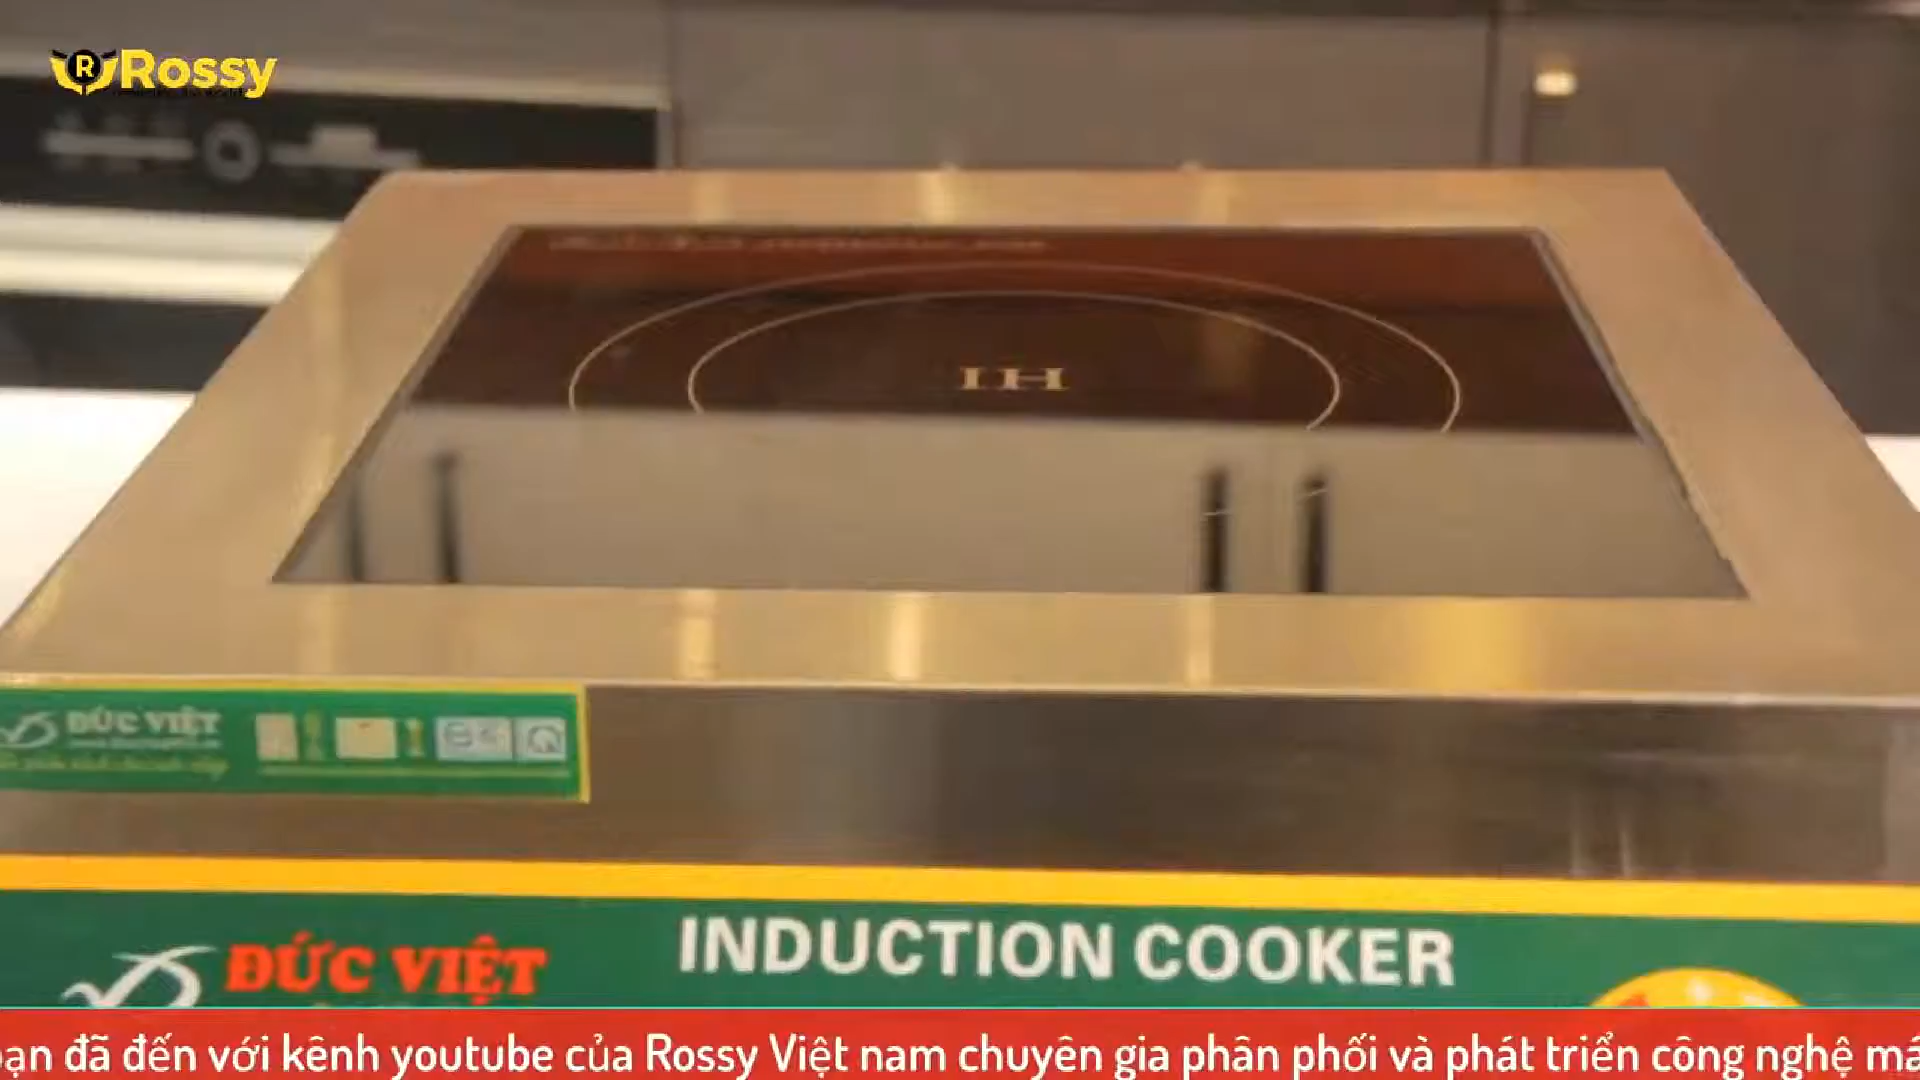 Rossy
IH
ĐỨC VIỆT
INDUCTION COOKER
ĐỨC VIỆT
bạn đã đến với kênh youtube của Rossy Việt nam chuyên gia phân phối và phát triển công nghệ má